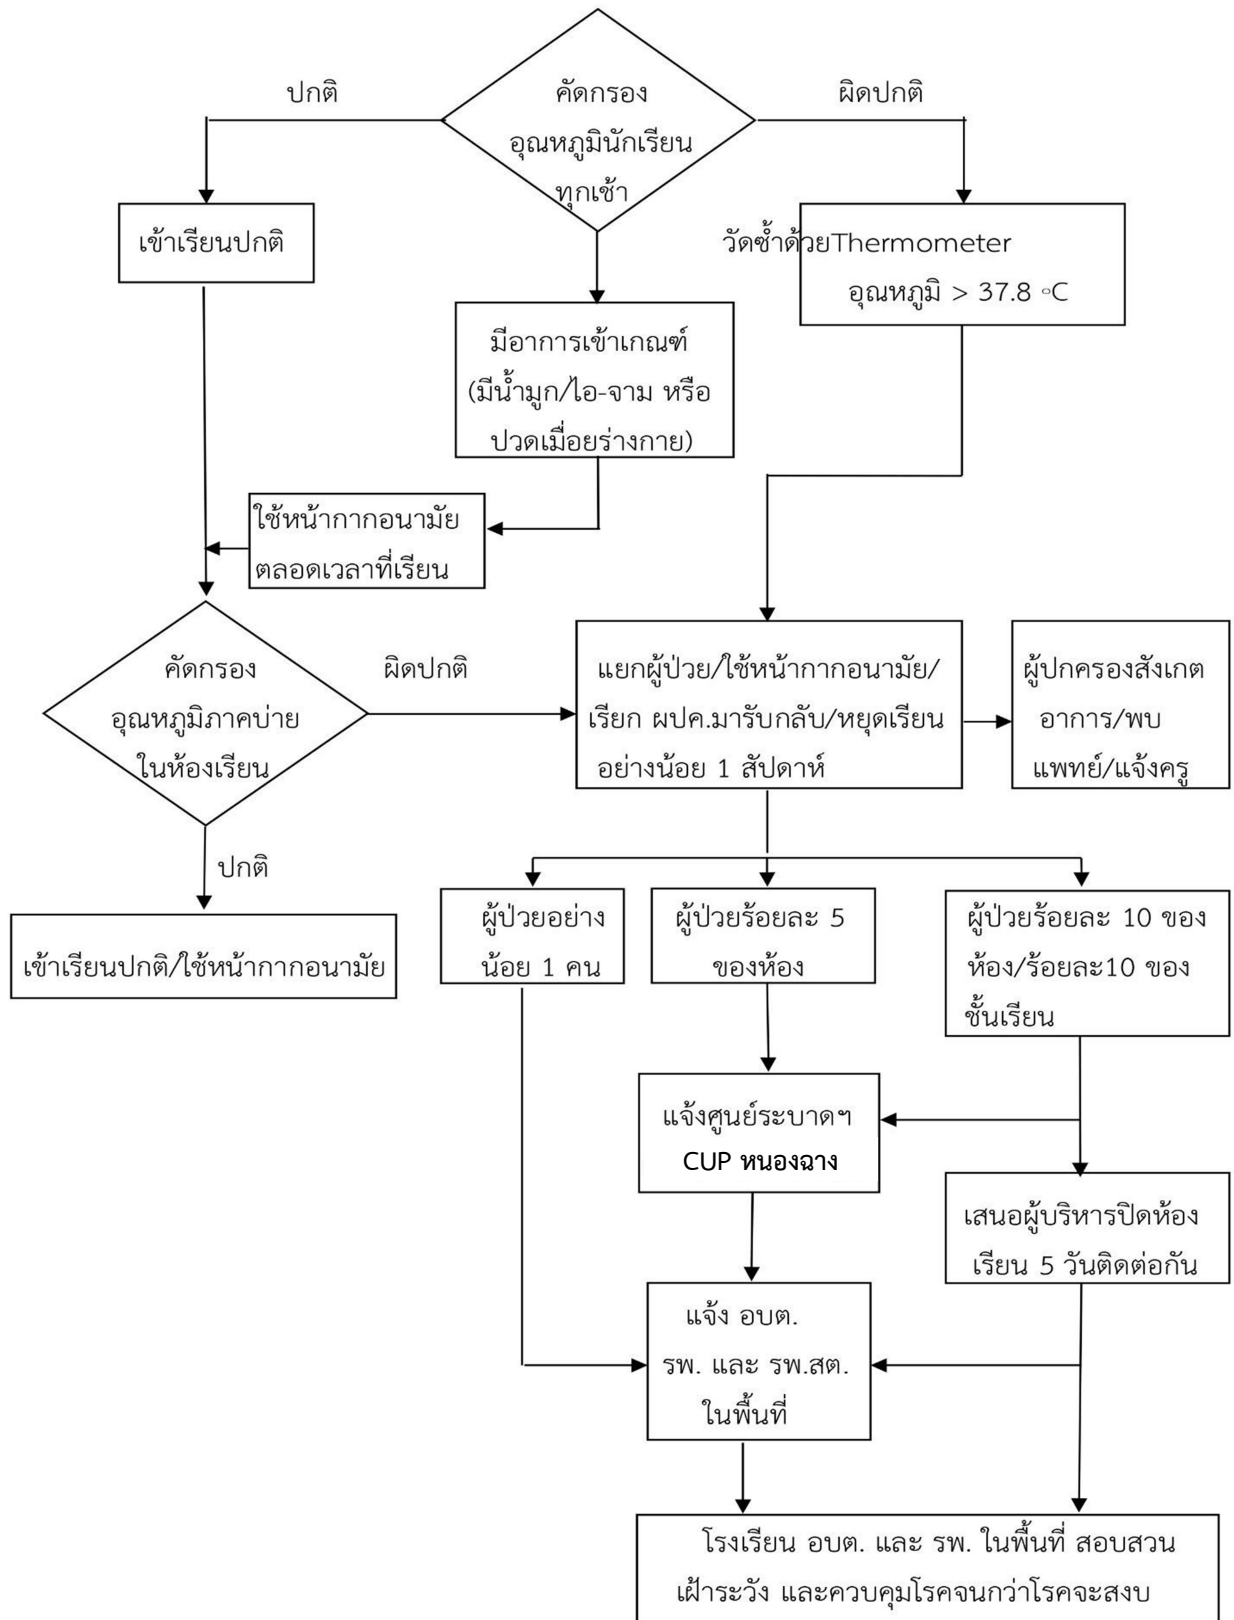 ปกติ
คัดกรอง
อุณหภูมินักเรียน
ทุกเช้า
ผิดปกติ
เข้าเรียนปกติ
วัดซ้ำด้วยThermometer
อุณหภูมิ > 37.8 °C
มีอาการเข้าเกณฑ์
(มีน้ำมูก/ไอ-จาม หรือ
ปวดเมื่อยร่างกาย)
ใช้หน้ากากอนามัย
ตลอดเวลาที่เรียน
คัดกรอง
อุณหภูมิภาคบ่าย
ในห้องเรียน
ผิดปกติ
แยกผู้ป่วย/ใช้หน้ากากอนามัย/
เรียก ผปค.มารับกลับ/หยุดเรียน
อย่างน้อย 1 สัปดาห์
ผู้ปกครองสังเกต
อาการ/พบ
แพทย์/แจ้งครู
ปกติ
เข้าเรียนปกติ/ใช้หน้ากากอนามัย
ผู้ป่วยอย่าง
น้อย 1 คน
ผู้ป่วยร้อยละ 5
ของห้อง
ผู้ป่วยร้อยละ 10 ของ
ห้อง/ร้อยละ10 ของ
ชั้นเรียน
แจ้งศูนย์ระบาดฯ
CUP หนองฉาง
เสนอผู้บริหารปิดห้อง
เรียน 5 วันติดต่อกัน
แจ้ง อบต.
รพ. และ รพ.สต.
ในพื้นที่
โรงเรียน อบต. และ รพ. ในพื้นที่ สอบสวน
เฝ้าระวัง และควบคุมโรคจนกว่าโรคจะสงบ